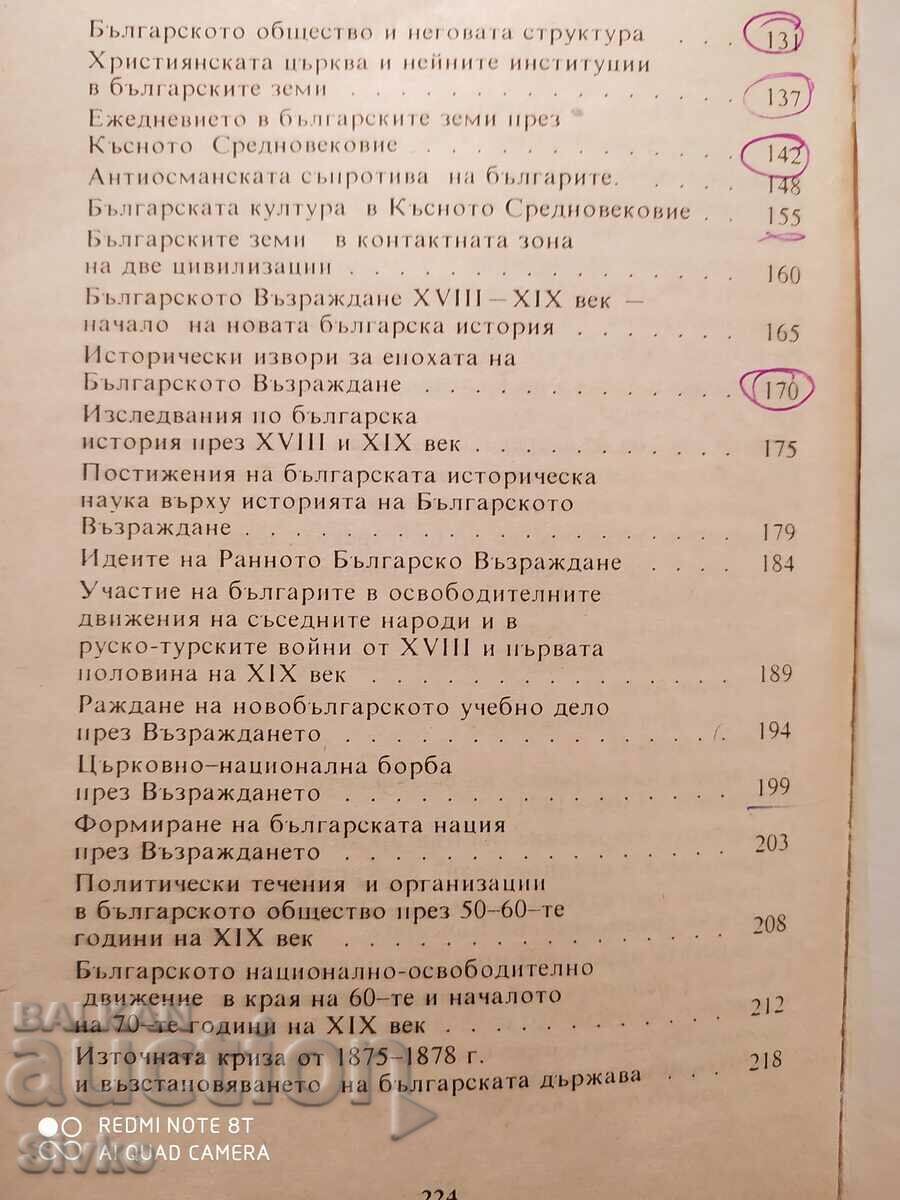 Българското общество и неговата структура . . . 131
Християнската църква и нейните институции
в българските земи . . . . . . . . . . . . . . . 137
Ежедневието в българските земи през
Късното Средновековие . . . . . . . . . . . . 142
Антиосманската съпротива на българите. . . . . 148
Българската култура в Късното Средновековие . . 155
Българските земи в контактната зона
на две цивилизации . . . . . . . . . . . . . . 160
Българското Възраждане XVIII–XIX век –
начало на новата българска история . . . . . . 165
Исторически извори за епохата на
Българското Възраждане . . . . . . . . . . . . 170
Изследвания по българска
история през XVIII и XIX век . . . . . . . . . . 175
Постижения на българската историческа
наука върху историята на Българското
Възраждане . . . . . . . . . . . . . . . . . . 179
Идеите на Ранното Българско Възраждане . . . . 184
Участие на българите в освободителните
движения на съседните народи и в
руско-турските войни от XVIII и първата
половина на XIX век . . . . . . . . . . . . . . 189
Раждане на новобългарското учебно дело
през Възраждането . . . . . . . . . . . . . . . 194
Църковно–национална борба
през Възраждането . . . . . . . . . . . . . . . 199
Формиране на българската нация
през Възраждането . . . . . . . . . . . . . . . 203
Политически течения и организации
в българското общество през 50–60–те
години на XIX век . . . . . . . . . . . . . . . 208
Българското национално-освободително
движение в края на 60–те и началото
на 70–те години на XIX век . . . . . . . . . . . 212
Източната криза от 1875–1878 г.
и възстановяването на българската държава . . . 218
BALKAN
auction
REDMI NOTE 8T
AI QUAD CAMERA
Sivko
224